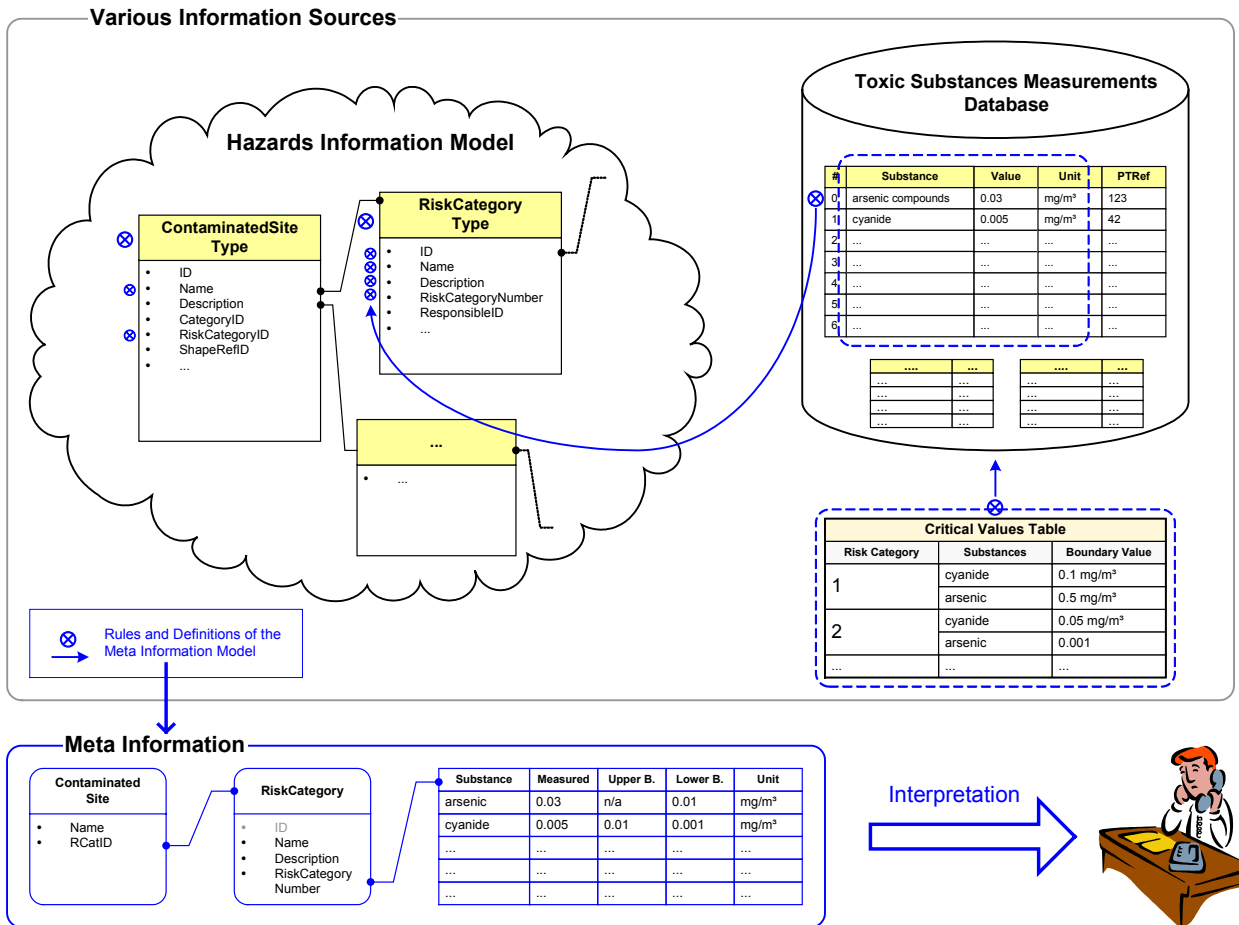 Various Information Sources
Hazards Information Model
ContaminatedSite
Type
• ID
• Name
• Description
• CategoryID
• RiskCategoryID
• ShapeRefID
• ...
RiskCategory
Type
• ID
• Name
• Description
• RiskCategoryNumber
• ResponsibleID
• ...
...
• ...
Toxic Substances Measurements
Database
# Substance Value Unit PTRef
0 arsenic compounds 0.03 mg/m³ 123
1 cyanide 0.005 mg/m³ 42
2 ... ... ... ...
3 ... ... ... ...
4 ... ... ... ...
5 ... ... ... ...
6 ... ... ... ...
.... ...
... ...
... ...
... ...
... ...
.... ...
... ...
... ...
... ...
... ...
Critical Values Table
Risk Category Substances Boundary Value
1 cyanide 0.1 mg/m³
arsenic 0.5 mg/m³
2 cyanide 0.05 mg/m³
arsenic 0.001
... ... ...
Rules and Definitions of the
Meta Information Model
Meta Information
Contaminated
Site
• Name
• RCatID
RiskCategory
• ID
• Name
• Description
• RiskCategory
Number
Substance Measured Upper B. Lower B. Unit
arsenic 0.03 n/a 0.01 mg/m³
cyanide 0.005 0.01 0.001 mg/m³
... ... ... ... ...
... ... ... ... ...
... ... ... ... ...
Interpretation